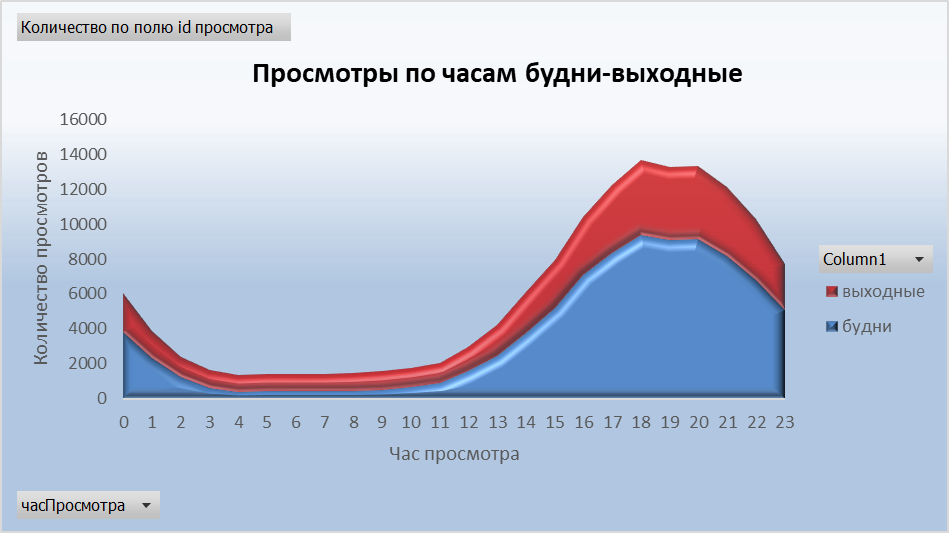 Количество по полю id просмотра
Просмотры по часам будни-выходные
16000
14000
12000
10000
8000
6000
4000
2000
0
Количество просмотров
0 1 2 3 4 5 6 7 8 9 10 11 12 13 14 15 16 17 18 19 20 21 22 23
Час просмотра
Column1
выходные
будни
часПросмотра